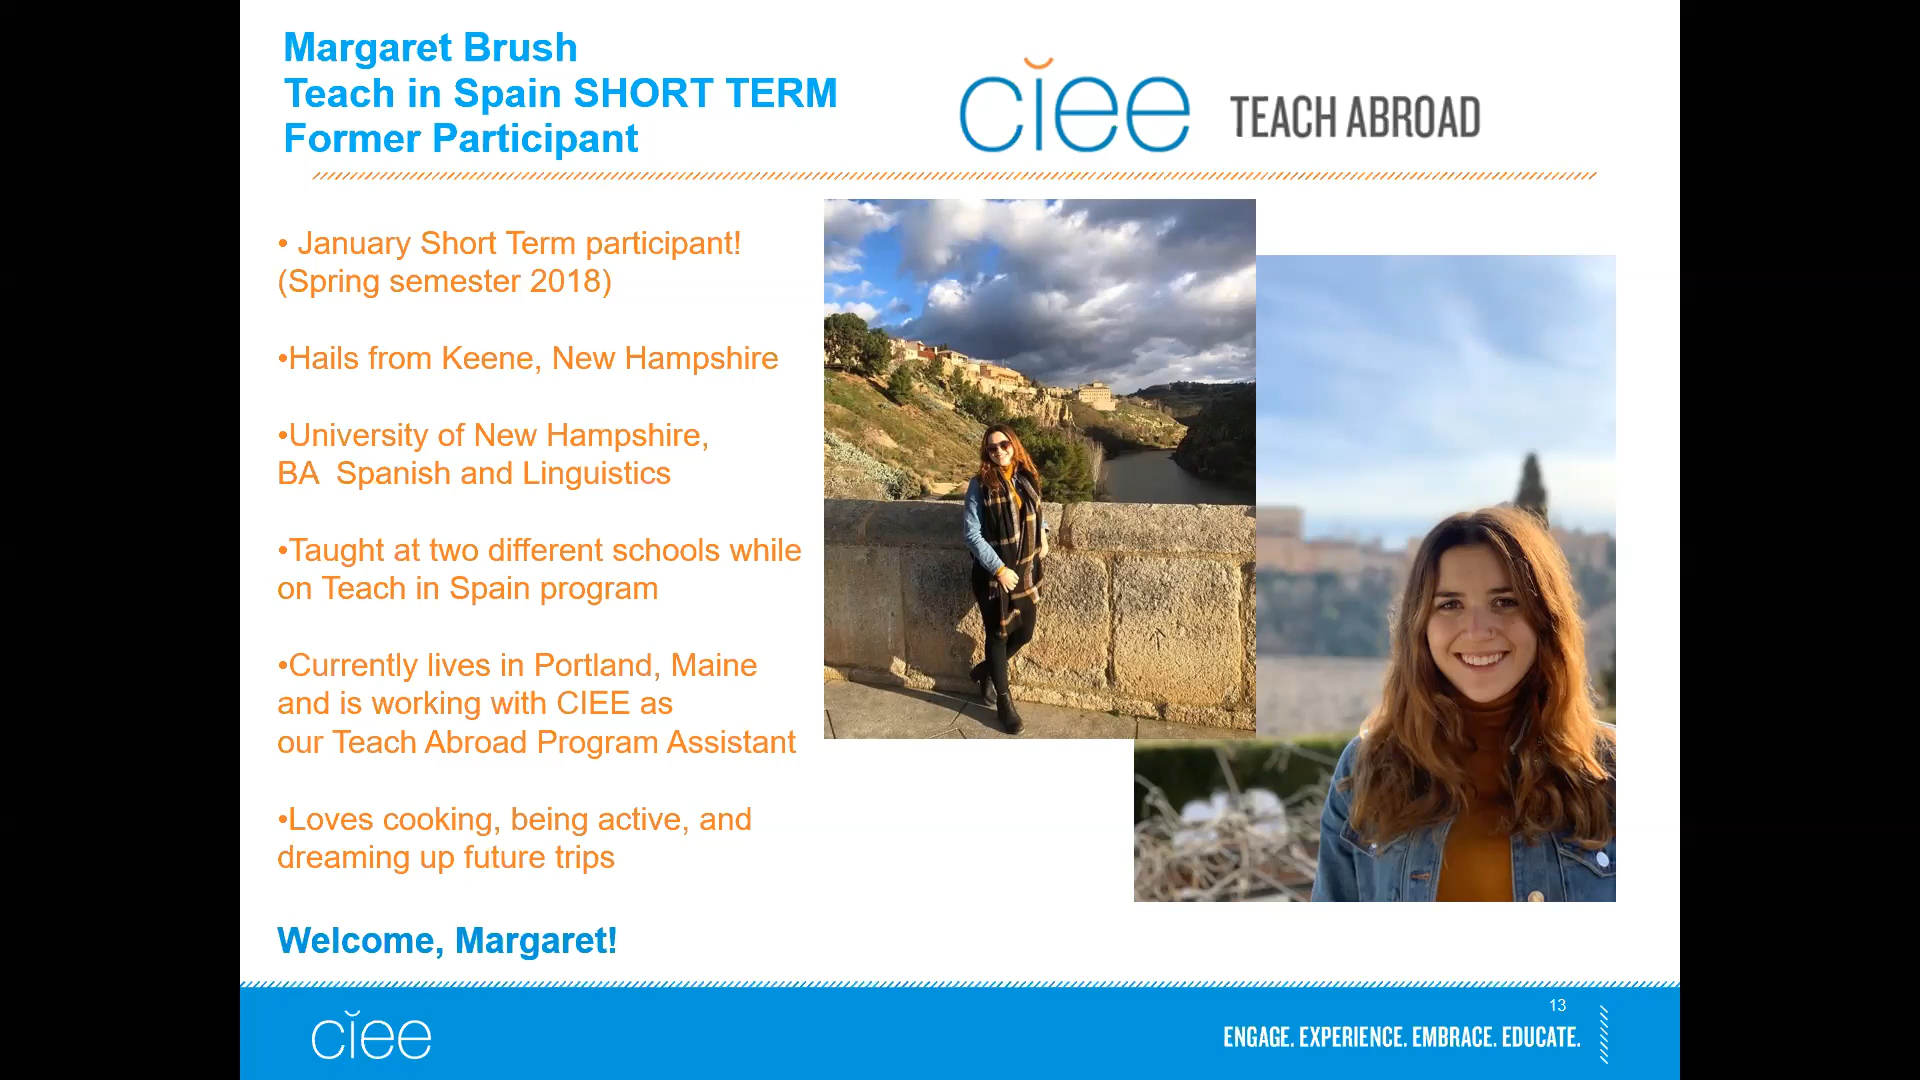 Margaret Brush
Teach in Spain SHORT TERM
Former Participant
ciee TEACH ABROAD
• January Short Term participant!
(Spring semester 2018)
•Hails from Keene, New Hampshire
•University of New Hampshire,
BA  Spanish and Linguistics
•Taught at two different schools while
on Teach in Spain program
•Currently lives in Portland, Maine
and is working with CIEE as
our Teach Abroad Program Assistant
•Loves cooking, being active, and
dreaming up future trips
Welcome, Margaret!
ciee
13
ENGAGE. EXPERIENCE. EMBRACE. EDUCATE.